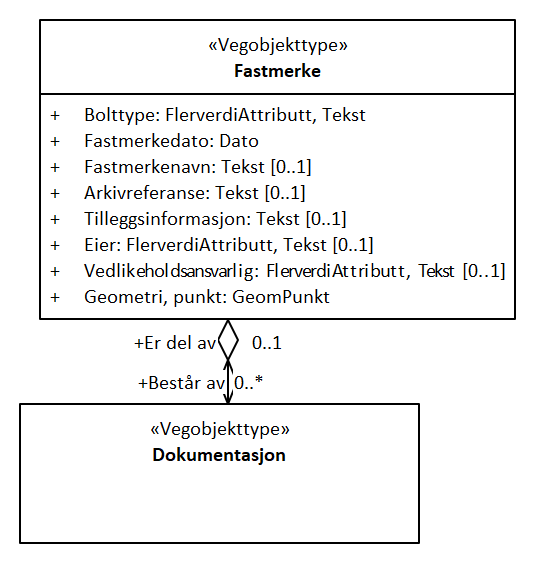 «Vegobjekttype»
Fastmerke
+ Bolttype: FlerverdiAttributt, Tekst
+ Fastmerkedato: Dato
+ Fastmerkenavn: Tekst [0..1]
+ Arkivreferanse: Tekst [0..1]
+ Tilleggsinformasjon: Tekst [0..1]
+ Eier: FlerverdiAttributt, Tekst [0..1]
+ Vedlikeholdsansvarlig: FlerverdiAttributt, Tekst [0..1]
+ Geometri, punkt: GeomPunkt
+Er del av 0..1
+Består av 0..*
«Vegobjekttype»
Dokumentasjon